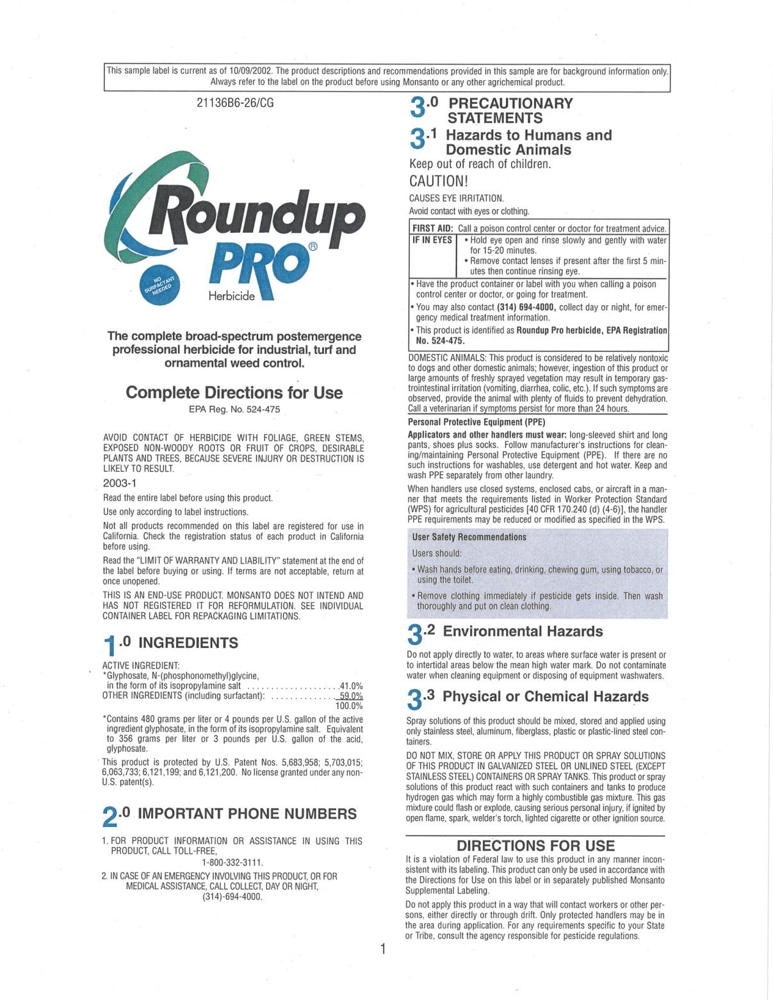 This sample label is current as of 10/09/2002. The product descriptions and recommendations provided in this sample are for background information only.
Always refer to the label on the product before using Monsanto or any other agrichemical product.
21136B6-26/CG
Roundup
PRO®
Herbicide
NO
SURFACTANT
NEEDED
The complete broad-spectrum postemergence
professional herbicide for industrial, turf and
ornamental weed control.
Complete Directions for Use
EPA Reg. No. 524-475
AVOID CONTACT OF HERBICIDE WITH FOLIAGE, GREEN STEMS,
EXPOSED NON-WOODY ROOTS OR FRUIT OF CROPS, DESIRABLE
PLANTS AND TREES, BECAUSE SEVERE INJURY OR DESTRUCTION IS
LIKELY TO RESULT.
2003-1
Read the entire label before using this product.
Use only according to label instructions.
Not all products recommended on this label are registered for use in
California. Check the registration status of each product in California
before using.
Read the "LIMIT OF WARRANTY AND LIABILITY" statement at the end of
the label before buying or using. If terms are not acceptable, return at
once unopened.
THIS IS AN END-USE PRODUCT. MONSANTO DOES NOT INTEND AND
HAS NOT REGISTERED IT FOR REFORMULATION. SEE INDIVIDUAL
CONTAINER LABEL FOR REPACKAGING LIMITATIONS.
1.0 INGREDIENTS
ACTIVE INGREDIENT:
*Glyphosate, N-(phosphonomethyl)glycine,
in the form of its isopropylamine salt . . . . . . . . . . . . . . . . . . .41.0%
OTHER INGREDIENTS (including surfactant): . . . . . . . . . . . . . . 59.0%
100.0%
*Contains 480 grams per liter or 4 pounds per U.S. gallon of the active
ingredient glyphosate, in the form of its isopropylamine salt. Equivalent
to 356 grams per liter or 3 pounds per U.S. gallon of the acid,
glyphosate.
This product is protected by U.S. Patent Nos. 5,683,958; 5,703,015;
6,063,733; 6,121,199; and 6,121,200. No license granted under any non-
U.S. patent(s).
2.0 IMPORTANT PHONE NUMBERS
1. FOR PRODUCT INFORMATION OR ASSISTANCE IN USING THIS
PRODUCT, CALL TOLL-FREE,
1-800-332-3111.
2. IN CASE OF AN EMERGENCY INVOLVING THIS PRODUCT, OR FOR
MEDICAL ASSISTANCE, CALL COLLECT, DAY OR NIGHT,
(314)-694-4000.
3.0 PRECAUTIONARY
STATEMENTS
3.1 Hazards to Humans and
Domestic Animals
Keep out of reach of children.
CAUTION!
CAUSES EYE IRRITATION.
Avoid contact with eyes or clothing.
FIRST AID: Call a poison control center or doctor for treatment advice.
IF IN EYES • Hold eye open and rinse slowly and gently with water
for 15-20 minutes.
• Remove contact lenses if present after the first 5 min-
utes then continue rinsing eye.
• Have the product container or label with you when calling a poison
control center or doctor, or going for treatment.
• You may also contact (314) 694-4000, collect day or night, for emer-
gency medical treatment information.
• This product is identified as Roundup Pro herbicide, EPA Registration
No. 524-475.
DOMESTIC ANIMALS: This product is considered to be relatively nontoxic
to dogs and other domestic animals; however, ingestion of this product or
large amounts of freshly sprayed vegetation may result in temporary gas-
trointestinal irritation (vomiting, diarrhea, colic, etc.). If such symptoms are
observed, provide the animal with plenty of fluids to prevent dehydration.
Call a veterinarian if symptoms persist for more than 24 hours.
Personal Protective Equipment (PPE)
Applicators and other handlers must wear: long-sleeved shirt and long
pants, shoes plus socks. Follow manufacturer's instructions for clean-
ing/maintaining Personal Protective Equipment (PPE). If there are no
such instructions for washables, use detergent and hot water. Keep and
wash PPE separately from other laundry.
When handlers use closed systems, enclosed cabs, or aircraft in a man-
ner that meets the requirements listed in Worker Protection Standard
(WPS) for agricultural pesticides [40 CFR 170.240 (d) (4-6)], the handler
PPE requirements may be reduced or modified as specified in the WPS.
User Safety Recommendations
Users should:
• Wash hands before eating, drinking, chewing gum, using tobacco, or
using the toilet.
• Remove clothing immediately if pesticide gets inside. Then wash
thoroughly and put on clean clothing.
3.2 Environmental Hazards
Do not apply directly to water, to areas where surface water is present or
to intertidal areas below the mean high water mark. Do not contaminate
water when cleaning equipment or disposing of equipment washwaters.
3.3 Physical or Chemical Hazards
Spray solutions of this product should be mixed, stored and applied using
only stainless steel, aluminum, fiberglass, plastic or plastic-lined steel con-
tainers.
DO NOT MIX, STORE OR APPLY THIS PRODUCT OR SPRAY SOLUTIONS
OF THIS PRODUCT IN GALVANIZED STEEL OR UNLINED STEEL (EXCEPT
STAINLESS STEEL) CONTAINERS OR SPRAY TANKS. This product or spray
solutions of this product react with such containers and tanks to produce
hydrogen gas which may form a highly combustible gas mixture. This gas
mixture could flash or explode, causing serious personal injury, if ignited by
open flame, spark, welder's torch, lighted cigarette or other ignition source.
DIRECTIONS FOR USE
It is a violation of Federal law to use this product in any manner incon-
sistent with its labeling. This product can only be used in accordance with
the Directions for Use on this label or in separately published Monsanto
Supplemental Labeling.
Do not apply this product in a way that will contact workers or other per-
sons, either directly or through drift. Only protected handlers may be in
the area during application. For any requirements specific to your State
or Tribe, consult the agency responsible for pesticide regulations.
1